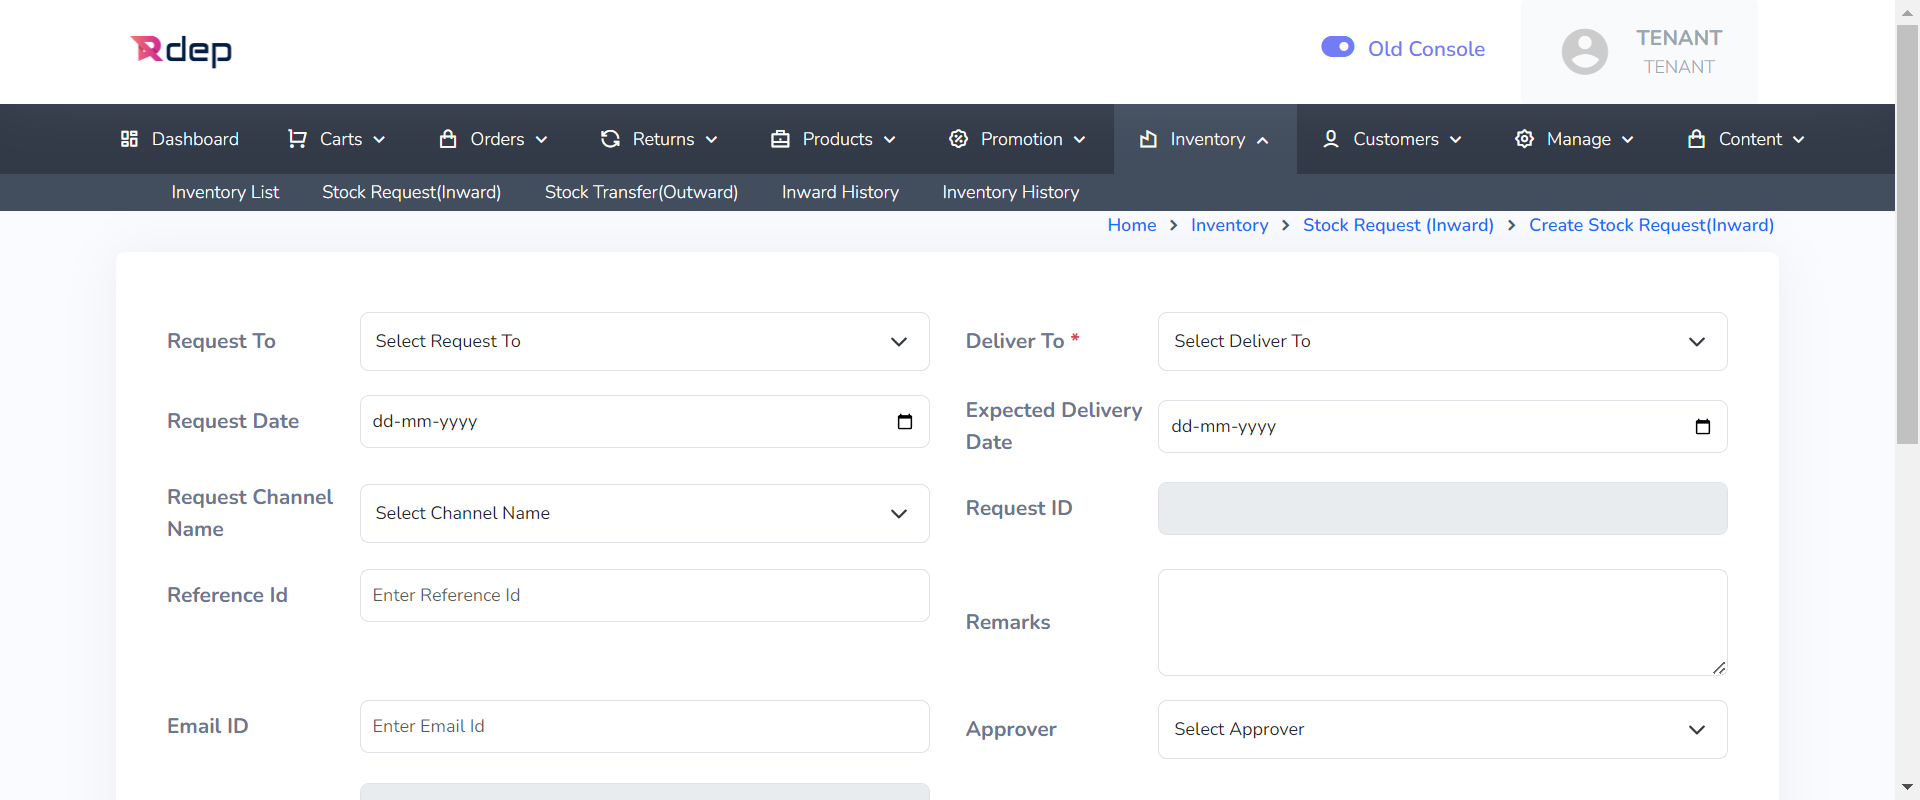 Rdep
Old Console
TENANT
TENANT
Dashboard
Carts
Orders
Returns
Products
Promotion
Inventory
Customers
Manage
Content
Inventory List
Stock Request(Inward)
Stock Transfer(Outward)
Inward History
Inventory History
Home > Inventory > Stock Request (Inward) > Create Stock Request(Inward)
Request To
Select Request To
Deliver To *
Select Deliver To
Request Date
dd-mm-yyyy
Expected Delivery
Date
dd-mm-yyyy
Request Channel
Name
Select Channel Name
Request ID
Reference Id
Enter Reference Id
Remarks
Email ID
Enter Email Id
Approver
Select Approver